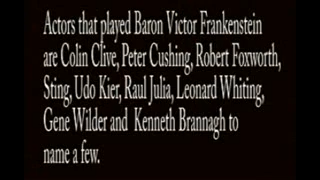 Actors that played Baron Victor Frankenstein
are Colin Clive, Peter Cushing, Robert Foxworth,
Sting, Udo Kier, Raul Julia, Leonard Whiting,
Gene Wilder and Kenneth Brannagh to
name a few.